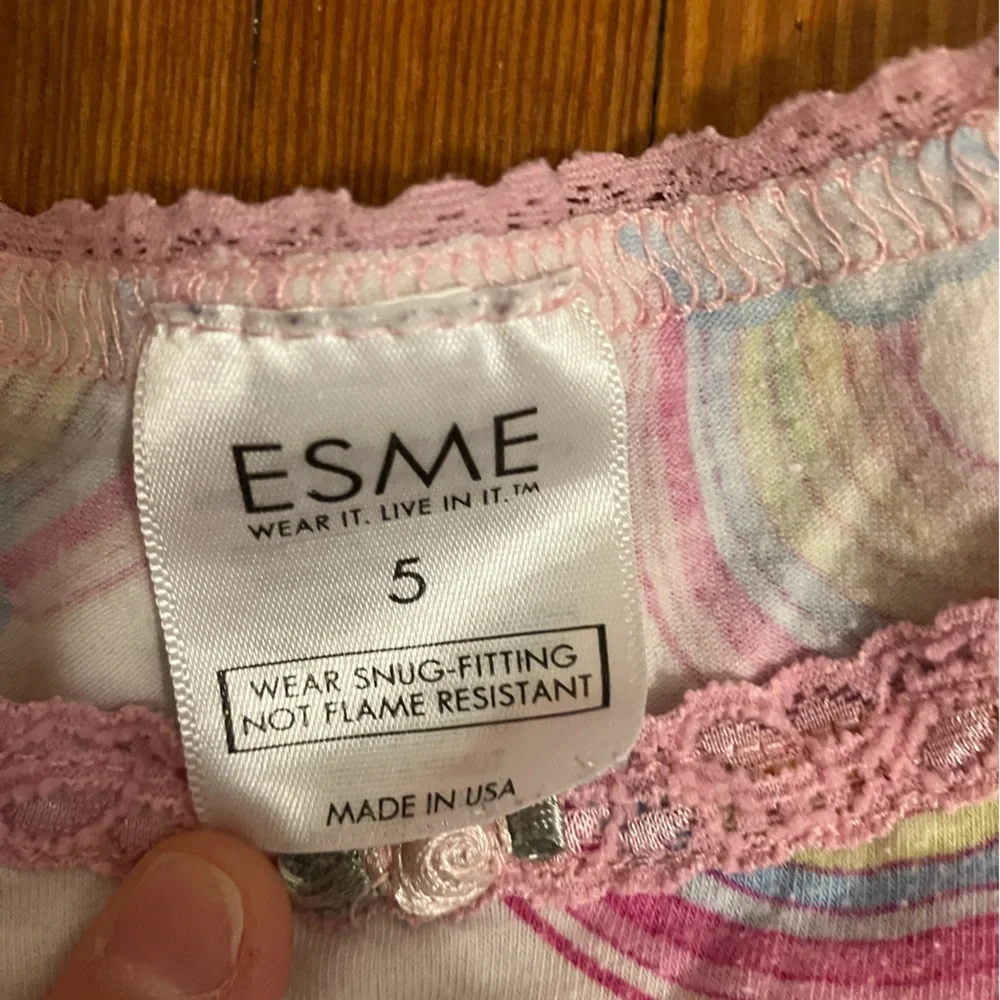 ESME
WEAR IT. LIVE IN IT.™
5
WEAR SNUG-FITTING
NOT FLAME RESISTANT
MADE IN USA